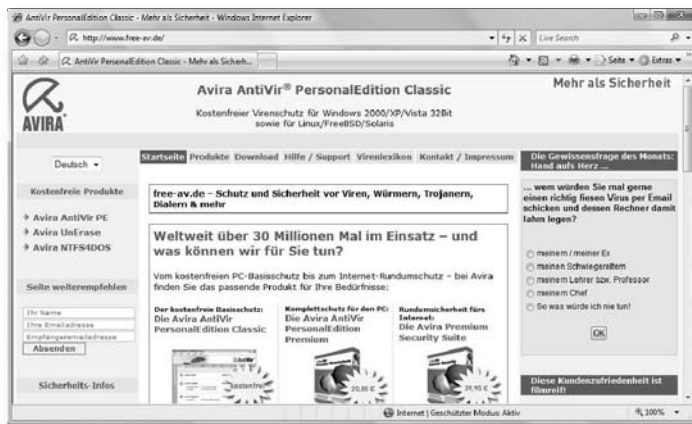 AntiVir PersonalEdition Classic - Mehr als Sicherheit - Windows Internet Explorer
http://www.free-av.de/
Live Search
AntiVir PersonalEdition Classic - Mehr als Sicherh...
Seite
Extras
AVIRA
Avira AntiVir® PersonalEdition Classic
Kostenfreier Virenschutz für Windows 2000/XP/Vista 32Bit
sowie für Linux/FreeBSD/Solaris
Mehr als Sicherheit
Deutsch
Startseite Produkte Download Hilfe / Support Virenlexikon Kontakt / Impressum
Kostenfreie Produkte
Avira AntiVir PE
Avira UnErase
Avira NTFS4DOS
Seite weiterempfehlen
Ihr Name
Ihre Emailadresse
Empfängeremailadresse
Absenden
Sicherheits-Infos
free-av.de – Schutz und Sicherheit vor Viren, Würmern, Trojanern,
Dialern & mehr
Weltweit über 30 Millionen Mal im Einsatz – und
was können wir für Sie tun?
Vom kostenfreien PC-Basisschutz bis zum Internet-Rundumschutz – bei Avira
finden Sie das passende Produkt für Ihre Bedürfnisse:
Der kostenfreie Basisschutz:
Die Avira AntiVir
PersonalEdition Classic
kostenfrei
Komplettschutz für den PC:
Die Avira AntiVir
PersonalEdition
Premium
20,00 €
Rundumsicherheit fürs
Internet:
Die Avira Premium
Security Suite
39,95 €
Die Gewissensfrage des Monats:
Hand aufs Herz ...
... wem würden Sie mal gerne
einen richtig fiesen Virus per Email
schicken und dessen Rechner damit
lahm legen?
meinem / meiner Ex
meinen Schwiegereltern
meinem Lehrer bzw. Professor
meinem Chef
So was würde ich nie tun!
OK
Diese Kundenzufriedenheit ist
filmreif!
Internet | Geschützter Modus: Aktiv
100%